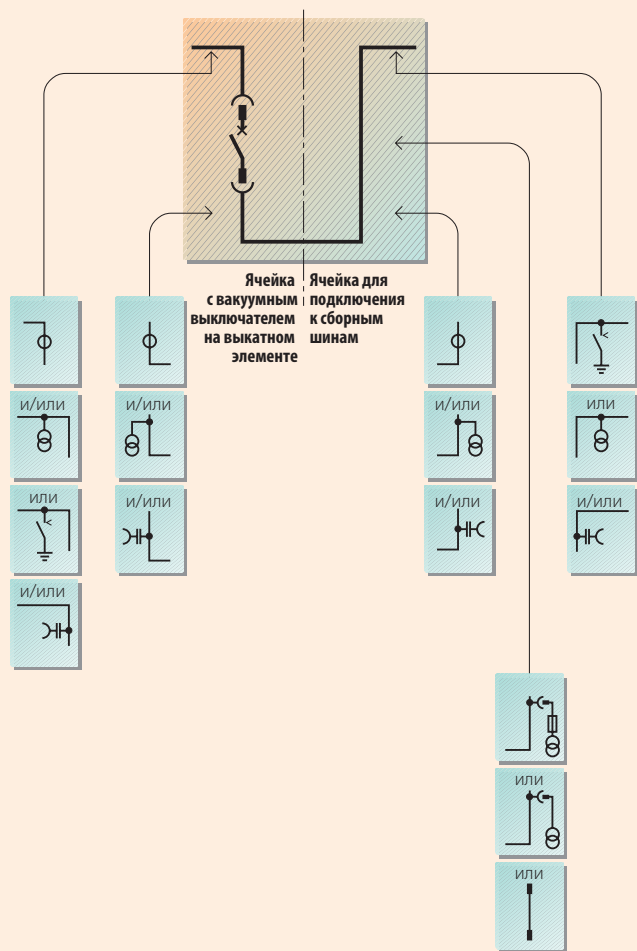 Ячейка
с вакуумным
выключателем
на выкатном
элементе
Ячейка для
подключения
к сборным
шинам
и/или
или
и/или
и/или
и/или
и/или
и/или
или
и/или
или
или